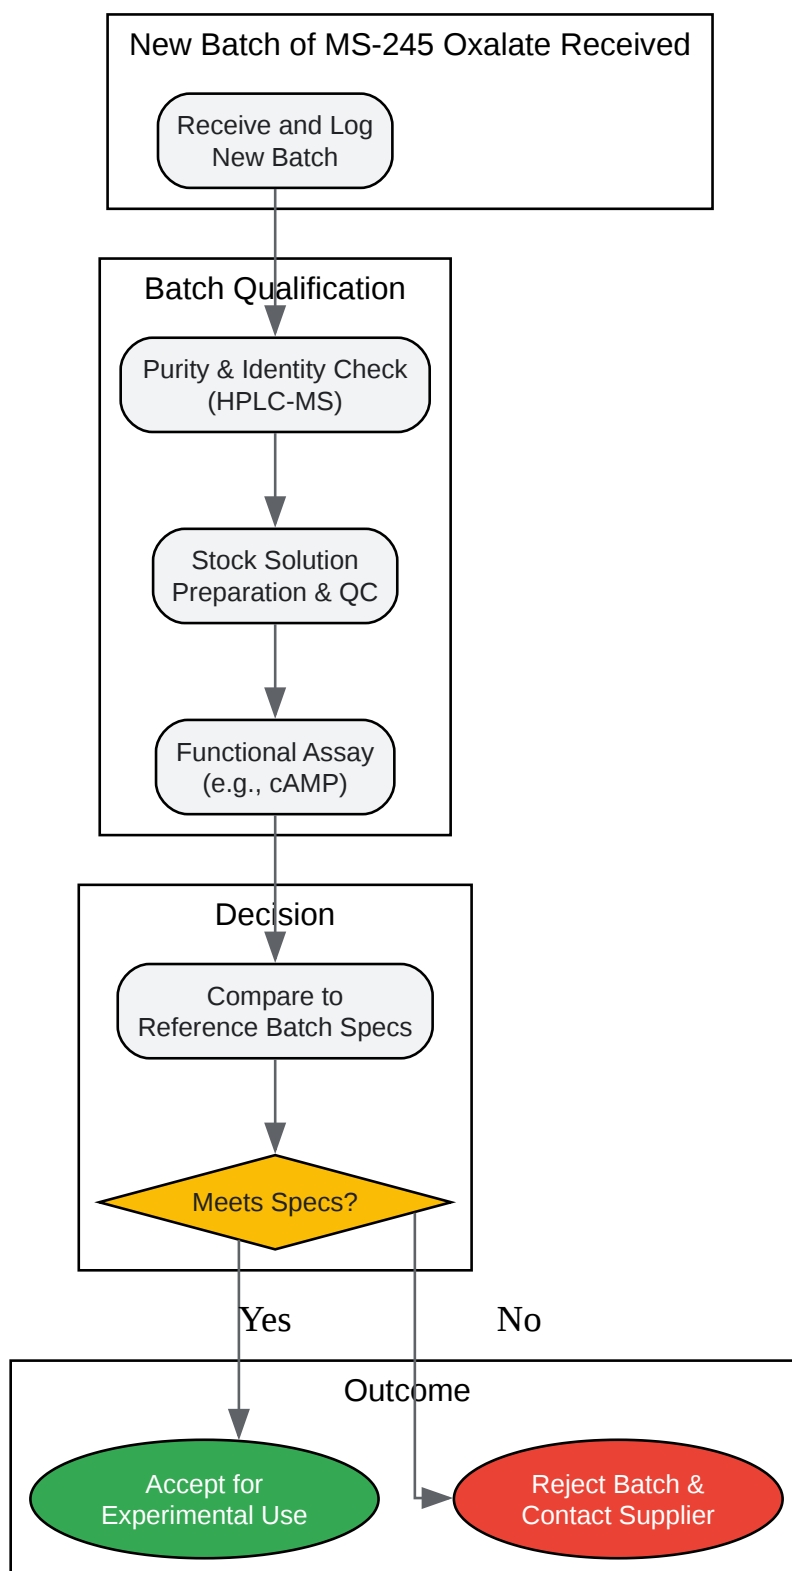 New Batch of MS-245 Oxalate Received
Receive and Log
New Batch
Batch Qualification
Purity & Identity Check
(HPLC-MS)
Stock Solution
Preparation & QC
Functional Assay
(e.g., cAMP)
Decision
Compare to
Reference Batch Specs
Meets Specs?
Yes
No
Outcome
Accept for
Experimental Use
Reject Batch &
Contact Supplier